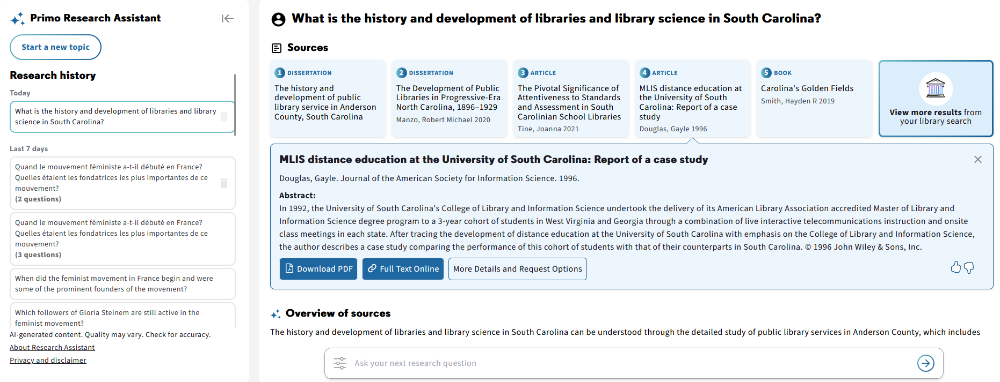 Primo Research Assistant
Start a new topic
Research history
Today
What is the history and development of libraries and library
science in South Carolina?
Last 7 days
Quand le mouvement féministe a-t-il débuté en France?
Quelles étaient les fondatrices les plus importantes de ce
mouvement?
(2 questions)
Quand le mouvement féministe a-t-il débuté en France?
Quelles étaient les fondatrices les plus importantes de ce
mouvement?
(3 questions)
When did the feminist movement in France begin and were
some of the prominent founders of the movement?
Which followers of Gloria Steinem are still active in the
feminist movement?
AI-generated content. Quality may vary. Check for accuracy.
About Research Assistant
Privacy and disclaimer
What is the history and development of libraries and library science in South Carolina?
Sources
1 DISSERTATION
The history and
development of public
library service in Anderson
County, South Carolina
2 DISSERTATION
The Development of Public
Libraries in Progressive-Era
North Carolina, 1896–1929
Manzo, Robert Michael 2020
3 ARTICLE
The Pivotal Significance of
Attentiveness to Standards
and Assessment in South
Carolinian School Libraries
Tine, Joanna 2021
4 ARTICLE
MLIS distance education at
the University of South
Carolina: Report of a case
study
Douglas, Gayle 1996
5 BOOK
Carolina's Golden Fields
Smith, Hayden R 2019
View more results from
your library search
MLIS distance education at the University of South Carolina: Report of a case study
Douglas, Gayle. Journal of the American Society for Information Science. 1996.
Abstract:
In 1992, the University of South Carolina's College of Library and Information Science undertook the delivery of its American Library Association accredited Master of Library and
Information Science degree program to a 3-year cohort of students in West Virginia and Georgia through a combination of live interactive telecommunications instruction and onsite
class meetings in each state. After tracing the development of distance education at the University of South Carolina with emphasis on the College of Library and Information Science,
the author describes a case study comparing the performance of this cohort of students with that of their counterparts in South Carolina. © 1996 John Wiley & Sons, Inc.
Download PDF
Full Text Online
More Details and Request Options
Overview of sources
The history and development of libraries and library science in South Carolina can be understood through the detailed study of public library services in Anderson County, which includes
Ask your next research question